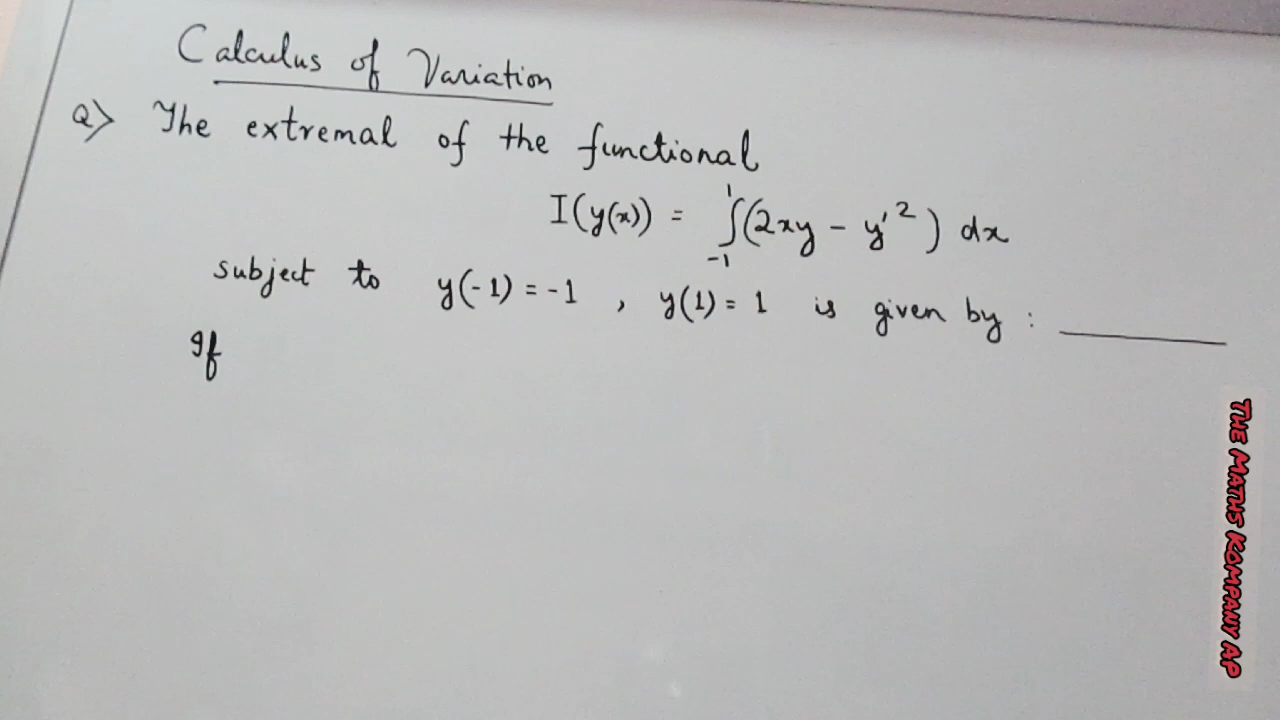 Calculus of Variation
Q> The extremal of the functional
I(y(x)) = ∫₋₁¹(2xy - y'²) dx
subject to y(-1) = -1 , y(1) = 1 is given by : ______
If
THE MATHS KOMPANY AP